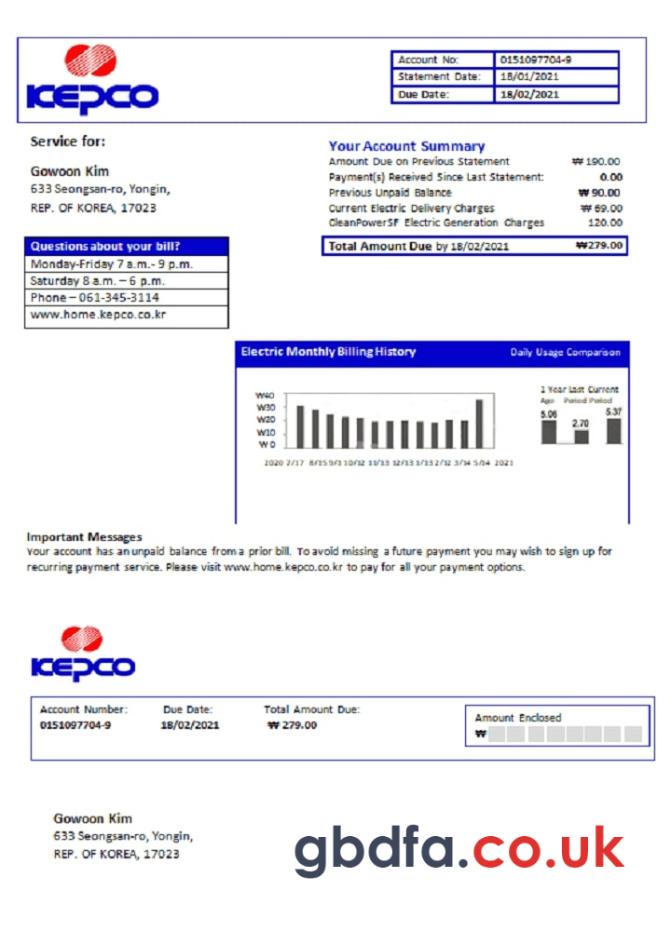 KEPCO
Account No: 0151097704-9
Statement Date: 18/01/2021
Due Date: 18/02/2021
Service for:
Gowoon Kim
633 Seongsan-ro, Yongin,
REP. OF KOREA, 17023
Your Account Summary
Amount Due on Previous Statement ₩ 190.00
Payment(s) Received Since Last Statement: 0.00
Previous Unpaid Balance ₩ 90.00
Current Electric Delivery Charges ₩ 69.00
CleanPowerSF Electric Generation Charges 120.00
Total Amount Due by 18/02/2021 ₩279.00
Questions about your bill?
Monday-Friday 7 a.m.- 9 p.m.
Saturday 8 a.m. – 6 p.m.
Phone – 061-345-3114
www.home.kepco.co.kr
Electric Monthly Billing History Daily Usage Comparison
₩40
₩30
₩20
₩10
₩ 0
2020 7/17 8/15 9/1 10/12 11/13 12/13 1/13 2/12 3/14 5/14 2021
1 Year Last Current
Ago Period Period
5.06 2.70 5.37
Important Messages
Your account has an unpaid balance from a prior bill. To avoid missing a future payment you may wish to sign up for
recurring payment service. Please visit www.home.kepco.co.kr to pay for all your payment options.
KEPCO
Account Number: Due Date: Total Amount Due:
0151097704-9 18/02/2021 ₩ 279.00
Amount Enclosed
₩
Gowoon Kim
633 Seongsan-ro, Yongin,
REP. OF KOREA, 17023
gbdfa.co.uk